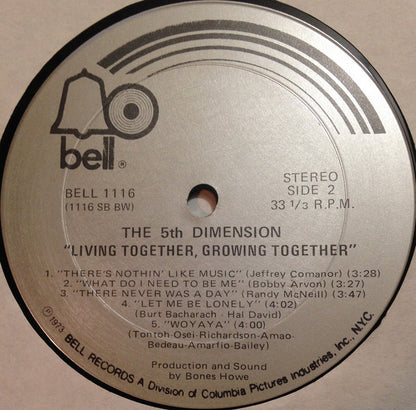 bell®
BELL 1116
(1116 SB BW)
STEREO
SIDE 2
33 1/3 R.P.M.
THE 5th DIMENSION
"LIVING TOGETHER, GROWING TOGETHER"
1. "THERE'S NOTHIN' LIKE MUSIC" (Jeffrey Comanor) (3:28)
2. "WHAT DO I NEED TO BE ME" (Bobby Arvon) (3:27)
3. "THERE NEVER WAS A DAY" (Randy McNeill) (3:47)
4. "LET ME BE LONELY" (4:02)
(Burt Bacharach - Hal David)
5. "WOYAYA" (4:00)
(Tontoh-Osei-Richardson-Amao-
Bedeau-Amarfio-Bailey)
Production and Sound
by Bones Howe
℗1973 BELL RECORDS A Division of Columbia Pictures Industries, Inc., N.Y.C.